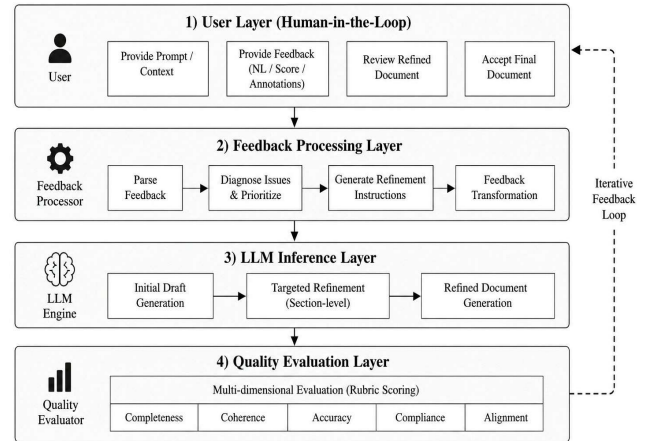 1) User Layer (Human-in-the-Loop)
User
Provide Prompt /
Context
Provide Feedback
(NL / Score /
Annotations)
Review Refined
Document
Accept Final
Document
2) Feedback Processing Layer
Feedback
Processor
Parse
Feedback
Diagnose Issues
& Prioritize
Generate Refinement
Instructions
Feedback
Transformation
Iterative
Feedback
Loop
3) LLM Inference Layer
LLM
Engine
Initial Draft
Generation
Targeted Refinement
(Section-level)
Refined Document
Generation
4) Quality Evaluation Layer
Quality
Evaluator
Multi-dimensional Evaluation (Rubric Scoring)
Completeness
Coherence
Accuracy
Compliance
Alignment